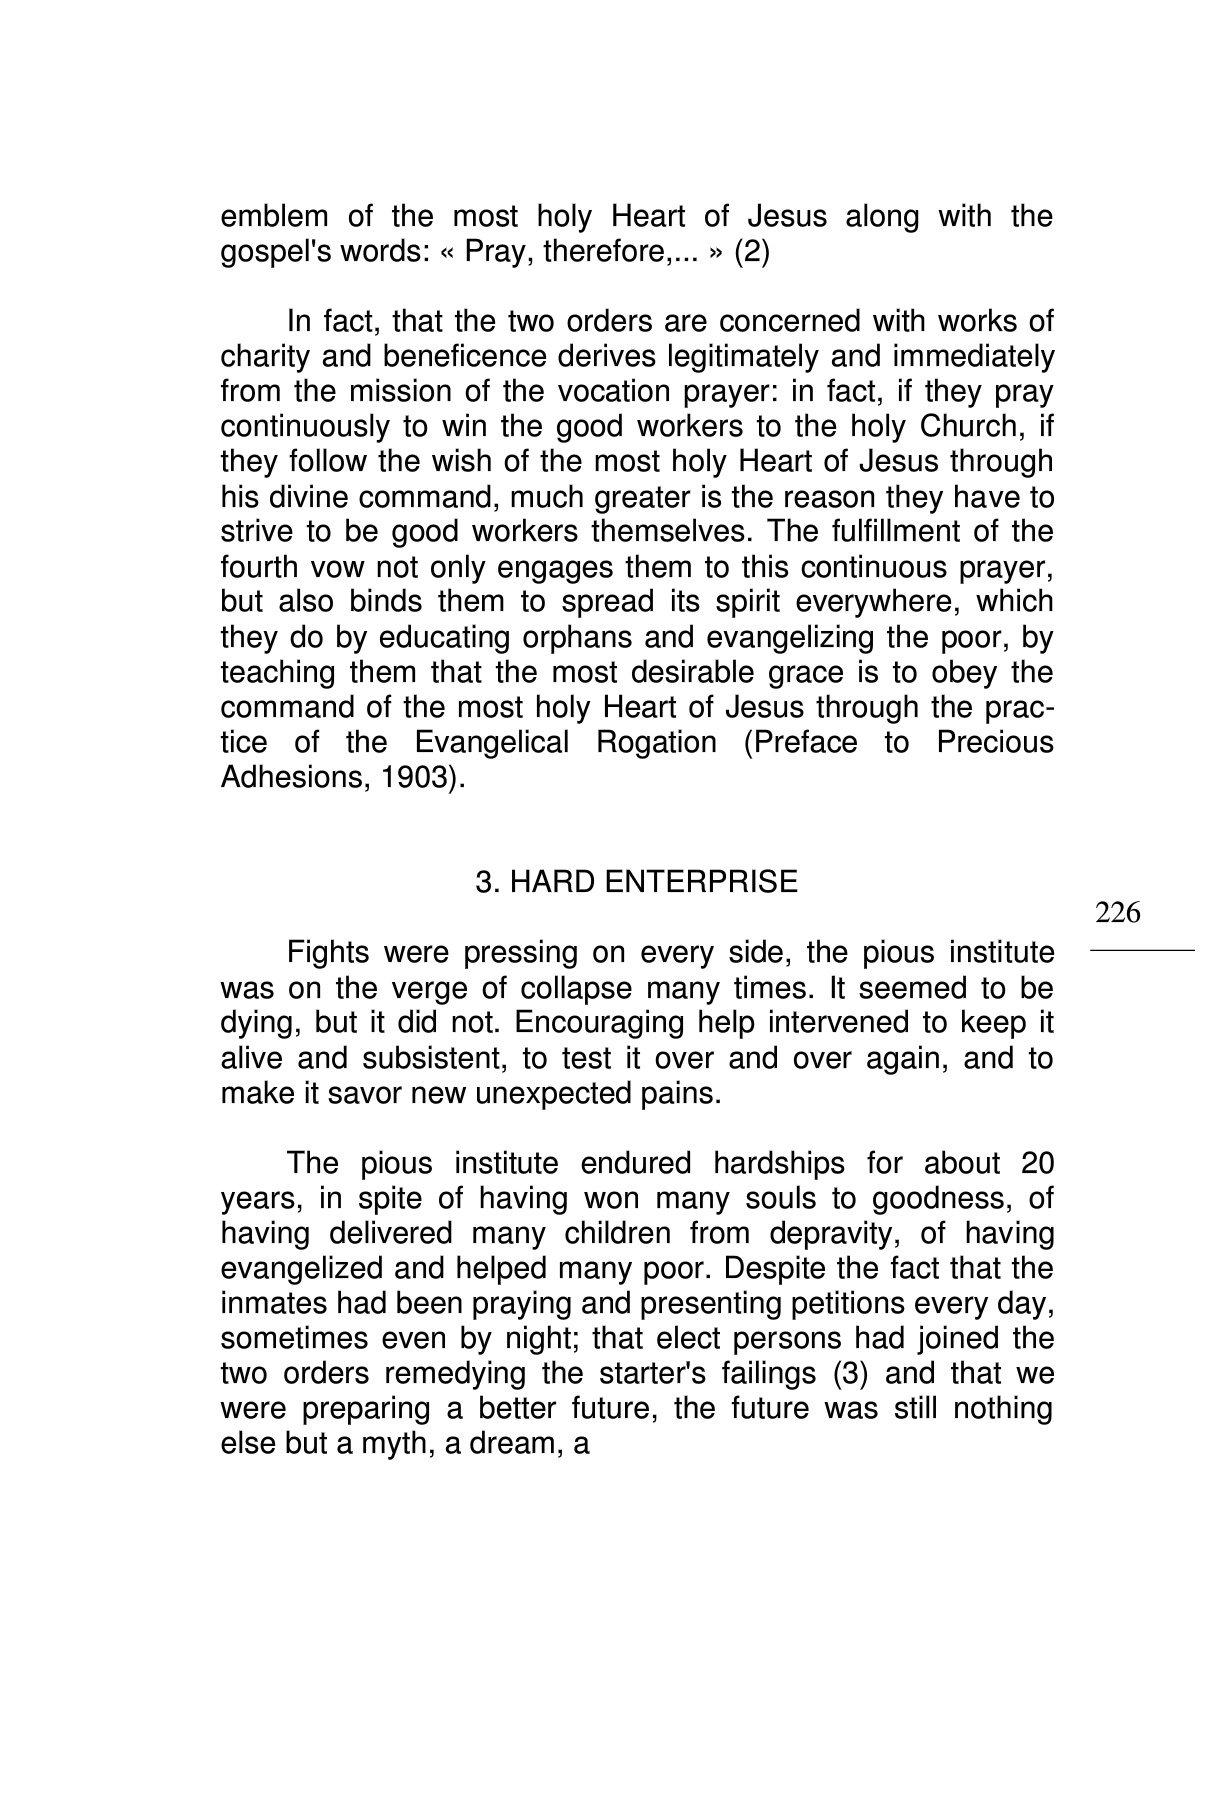 emblem of the most holy Heart of Jesus along with the
gospel's words: « Pray, therefore,... » (2)
In fact, that the two orders are concerned with works of
charity and beneficence derives legitimately and immediately
from the mission of the vocation prayer: in fact, if they pray
continuously to win the good workers to the holy Church, if
they follow the wish of the most holy Heart of Jesus through
his divine command, much greater is the reason they have to
strive to be good workers themselves. The fulfillment of the
fourth vow not only engages them to this continuous prayer,
but also binds them to spread its spirit everywhere, which
they do by educating orphans and evangelizing the poor, by
teaching them that the most desirable grace is to obey the
command of the most holy Heart of Jesus through the prac-
tice of the Evangelical Rogation (Preface to Precious
Adhesions, 1903).
3. HARD ENTERPRISE
226
Fights were pressing on every side, the pious institute
was on the verge of collapse many times. It seemed to be
dying, but it did not. Encouraging help intervened to keep it
alive and subsistent, to test it over and over again, and to
make it savor new unexpected pains.
The pious institute endured hardships for about 20
years, in spite of having won many souls to goodness, of
having delivered many children from depravity, of having
evangelized and helped many poor. Despite the fact that the
inmates had been praying and presenting petitions every day,
sometimes even by night; that elect persons had joined the
two orders remedying the starter's failings (3) and that we
were preparing a better future, the future was still nothing
else but a myth, a dream, a